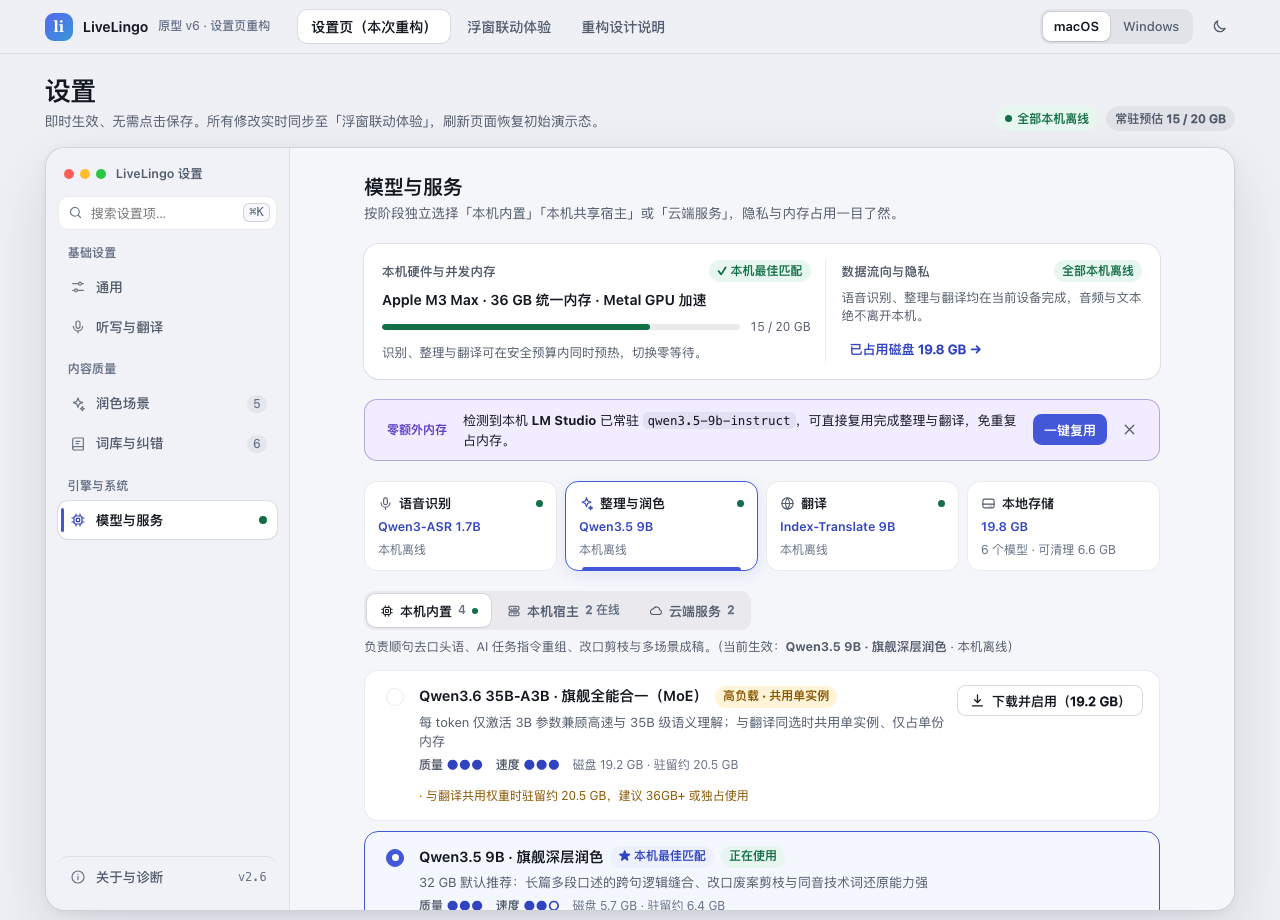 li LiveLingo 原型 v6 · 设置页重构 设置页（本次重构） 浮窗联动体验 重构设计说明 macOS Windows
设置
即时生效、无需点击保存。所有修改实时同步至「浮窗联动体验」，刷新页面恢复初始演示态。
全部本机离线 常驻预估 15 / 20 GB
LiveLingo 设置
搜索设置项... ⌘K
基础设置
通用
听写与翻译
内容质量
润色场景 5
词库与纠错 6
引擎与系统
模型与服务
关于与诊断 v2.6
模型与服务
按阶段独立选择「本机内置」「本机共享宿主」或「云端服务」，隐私与内存占用一目了然。
本机硬件与并发内存 本机最佳匹配
Apple M3 Max · 36 GB 统一内存 · Metal GPU 加速
15 / 20 GB
识别、整理与翻译可在安全预算内同时预热，切换零等待。
数据流向与隐私 全部本机离线
语音识别、整理与翻译均在当前设备完成，音频与文本
绝不离开本机。
已占用磁盘 19.8 GB →
零额外内存
检测到本机 LM Studio 已常驻 qwen3.5-9b-instruct，可直接复用完成整理与翻译，免重复
占内存。
一键复用
语音识别
Qwen3-ASR 1.7B
本机离线
整理与润色
Qwen3.5 9B
本机离线
翻译
Index-Translate 9B
本机离线
本地存储
19.8 GB
6 个模型 · 可清理 6.6 GB
本机内置 4 本机宿主 2 在线 云端服务 2
负责顺句去口头语、AI 任务指令重组、改口剪枝与多场景成稿。（当前生效：Qwen3.5 9B · 旗舰深层润色 · 本机离线）
Qwen3.6 35B-A3B · 旗舰全能合一（MoE） 高负载 · 共用单实例 下载并启用（19.2 GB）
每 token 仅激活 3B 参数兼顾高速与 35B 级语义理解；与翻译同选时共用单实例、仅占单份
内存
质量 速度 磁盘 19.2 GB · 驻留约 20.5 GB
· 与翻译共用权重时驻留约 20.5 GB，建议 36GB+ 或独占使用
Qwen3.5 9B · 旗舰深层润色 本机最佳匹配 正在使用
32 GB 默认推荐：长篇多段口述的跨句逻辑缝合、改口废案剪枝与同音技术词还原能力强
质量 速度 磁盘 5.7 GB · 驻留约 6.4 GB